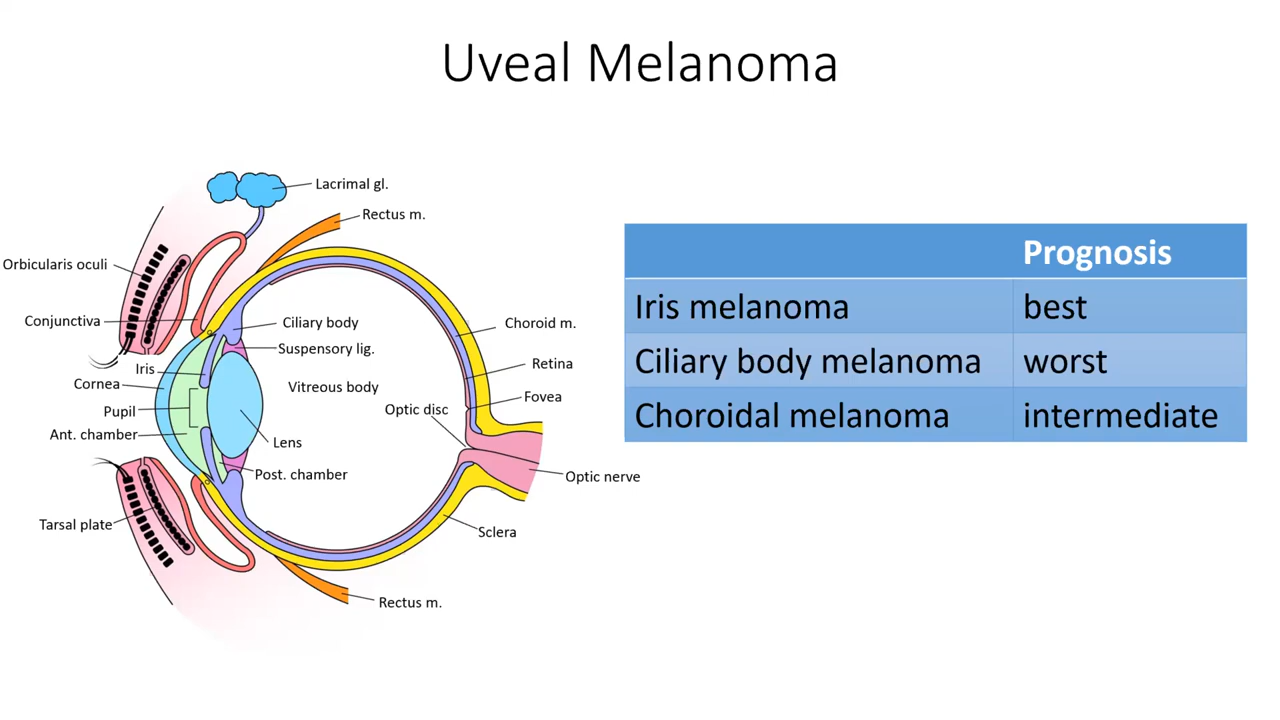 Uveal Melanoma
Lacrimal gl.
Rectus m.
Orbicularis oculi
Conjunctiva
Ciliary body
Choroid m.
Suspensory lig.
Iris
Retina
Cornea
Vitreous body
Fovea
Pupil
Optic disc
Ant. chamber
Lens
Post. chamber
Optic nerve
Tarsal plate
Sclera
Rectus m.
Prognosis
Iris melanoma best
Ciliary body melanoma worst
Choroidal melanoma intermediate